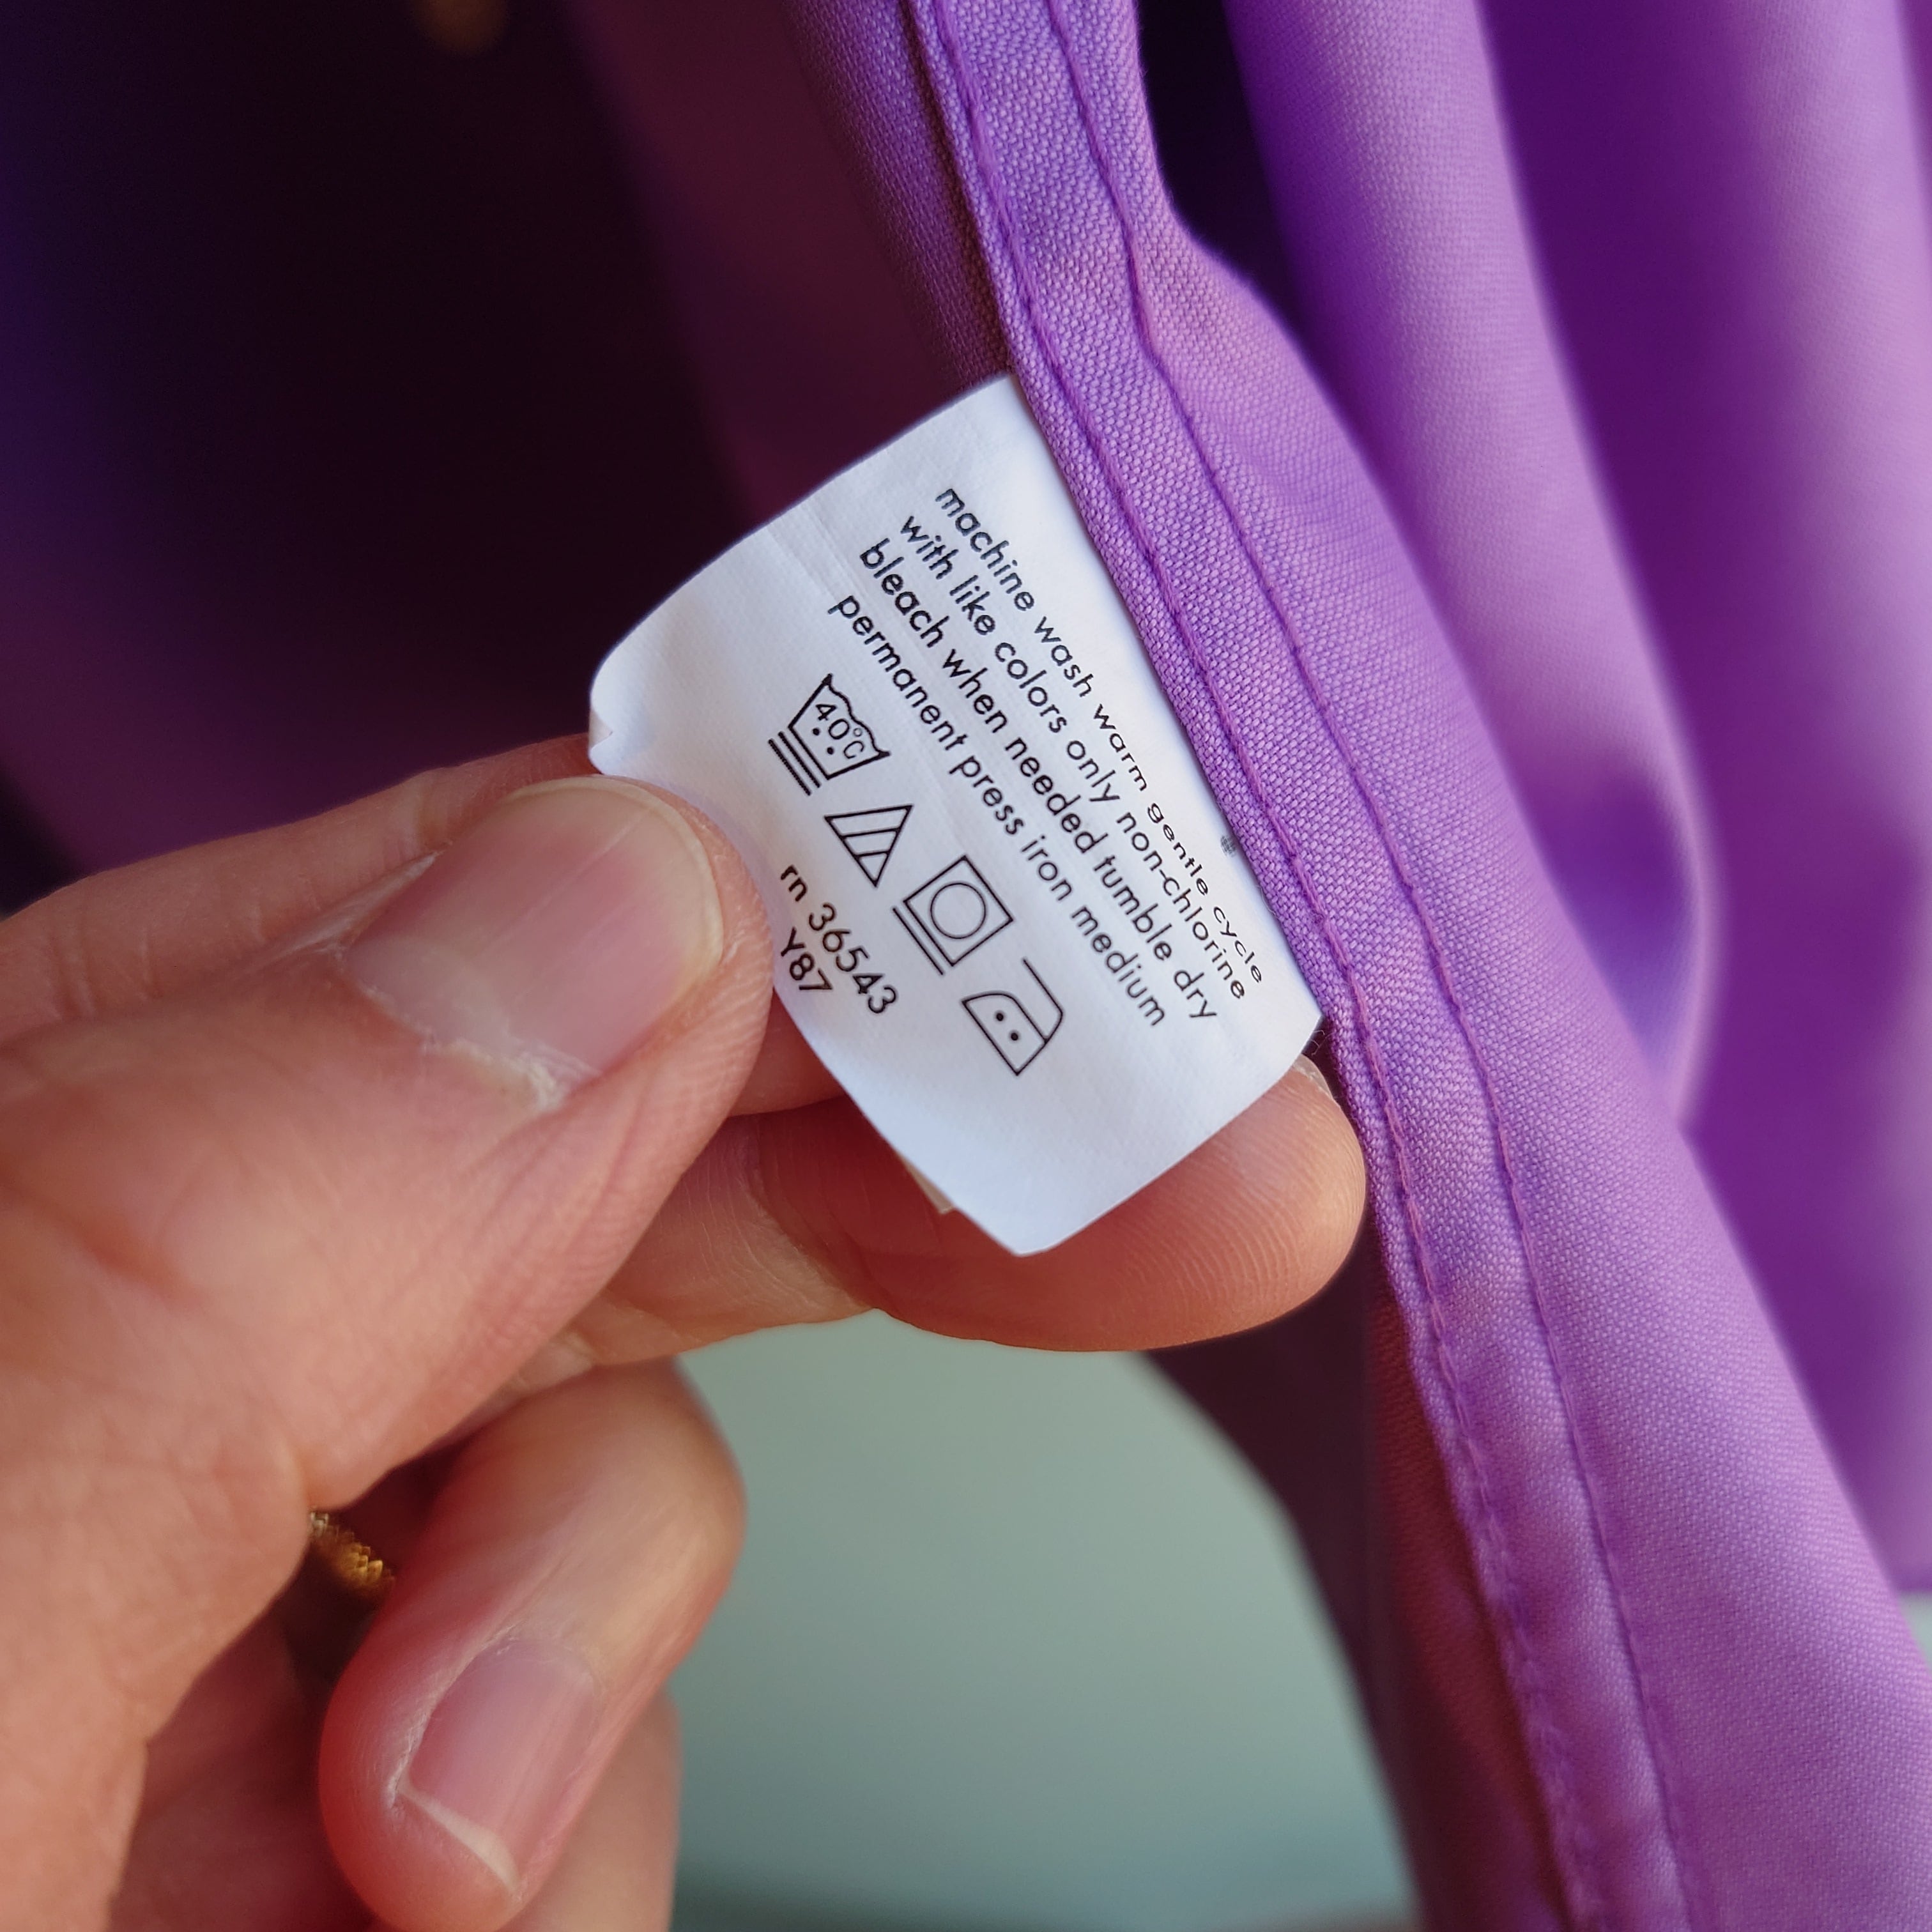 machine wash warm gentle cycle
with like colors only non-chlorine
bleach when needed tumble dry
permanent press iron medium
40°C
rn 36543
Y87